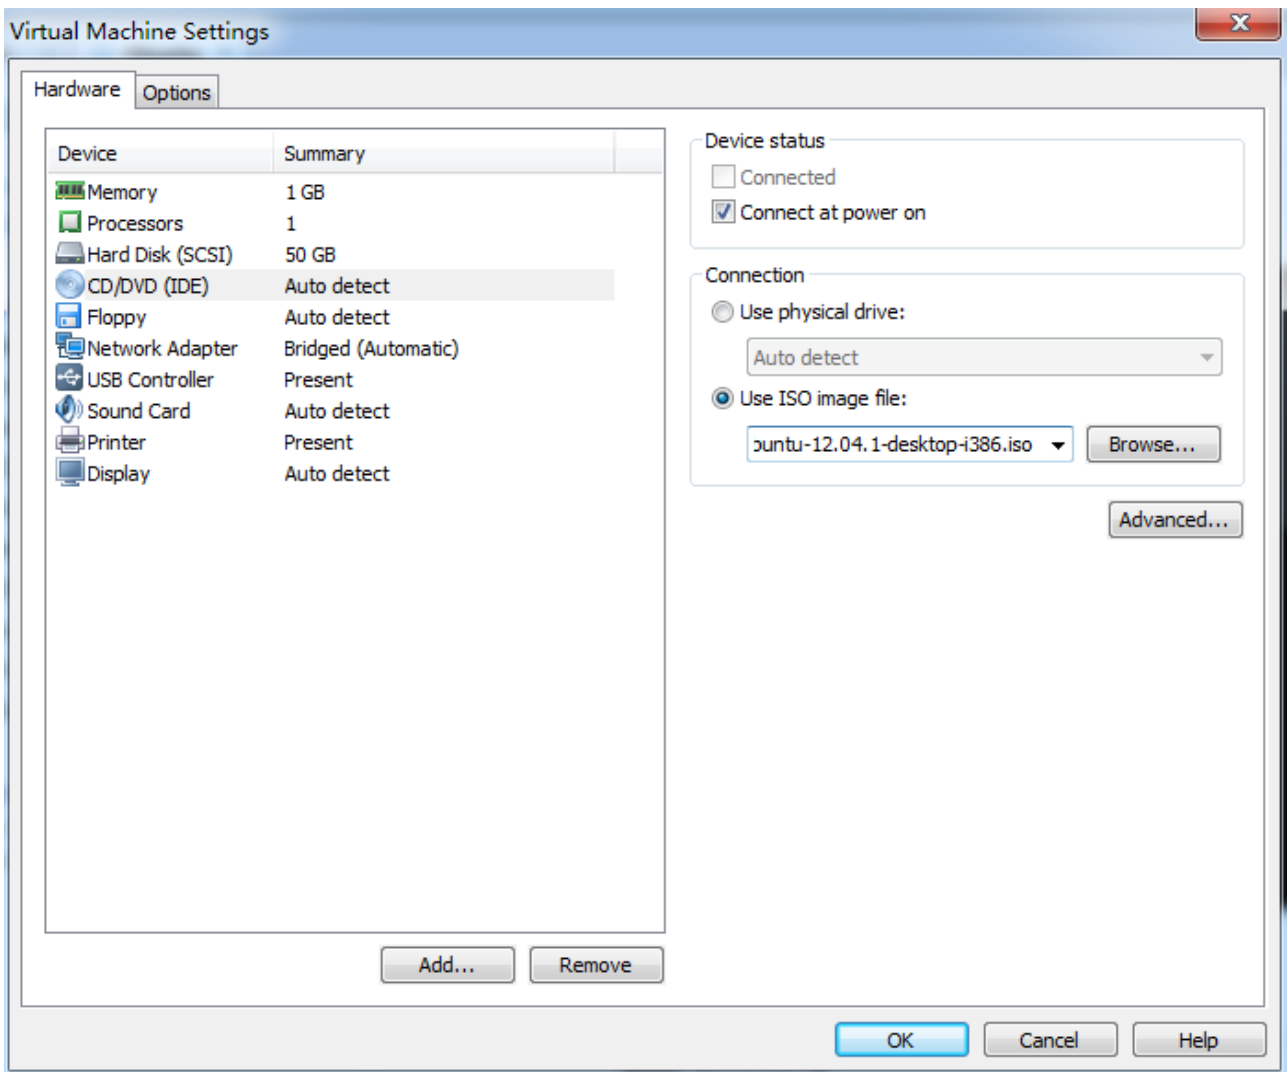 Virtual Machine Settings
Hardware Options
Device Summary
Memory 1 GB
Processors 1
Hard Disk (SCSI) 50 GB
CD/DVD (IDE) Auto detect
Floppy Auto detect
Network Adapter Bridged (Automatic)
USB Controller Present
Sound Card Auto detect
Printer Present
Display Auto detect
Add... Remove
Device status
Connected
Connect at power on
Connection
Use physical drive:
Auto detect
Use ISO image file:
buntu-12.04.1-desktop-i386.iso Browse...
Advanced...
OK Cancel Help